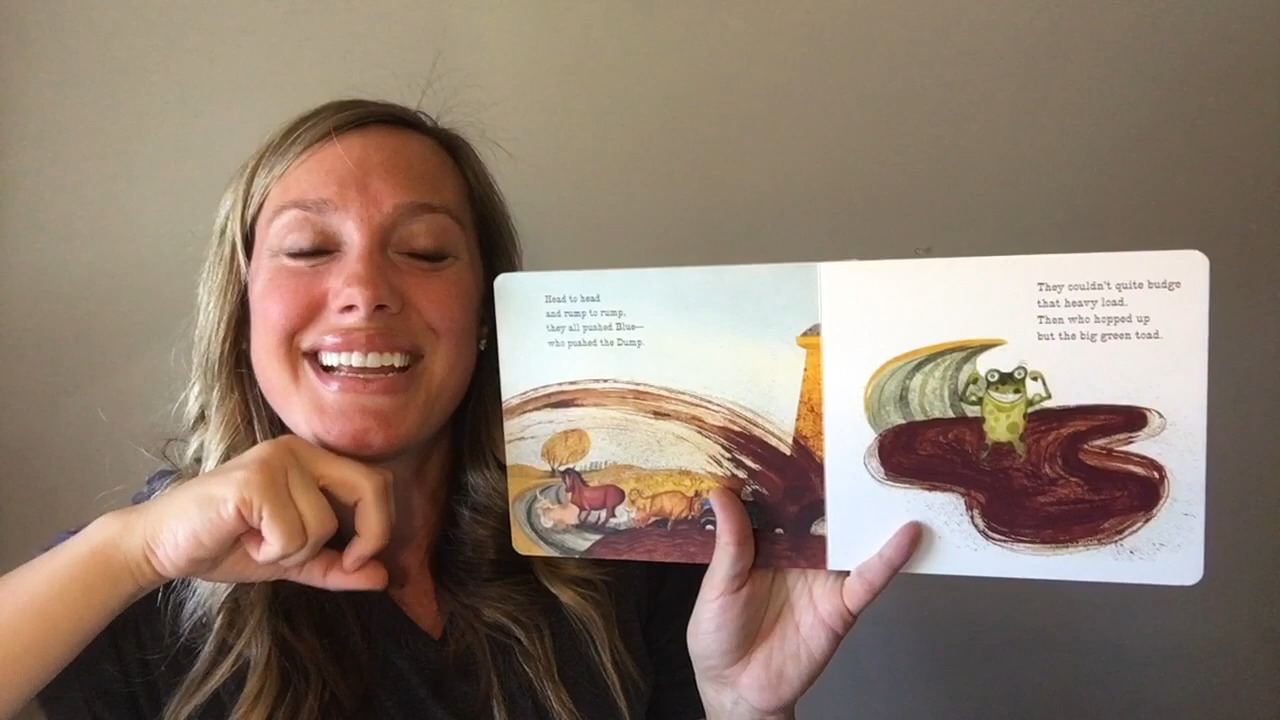 Head to head
and rump to rump,
they all pushed Blue—
who pushed the Dump.
They couldn't quite budge
that heavy load.
Then who hopped up
but the big green toad.